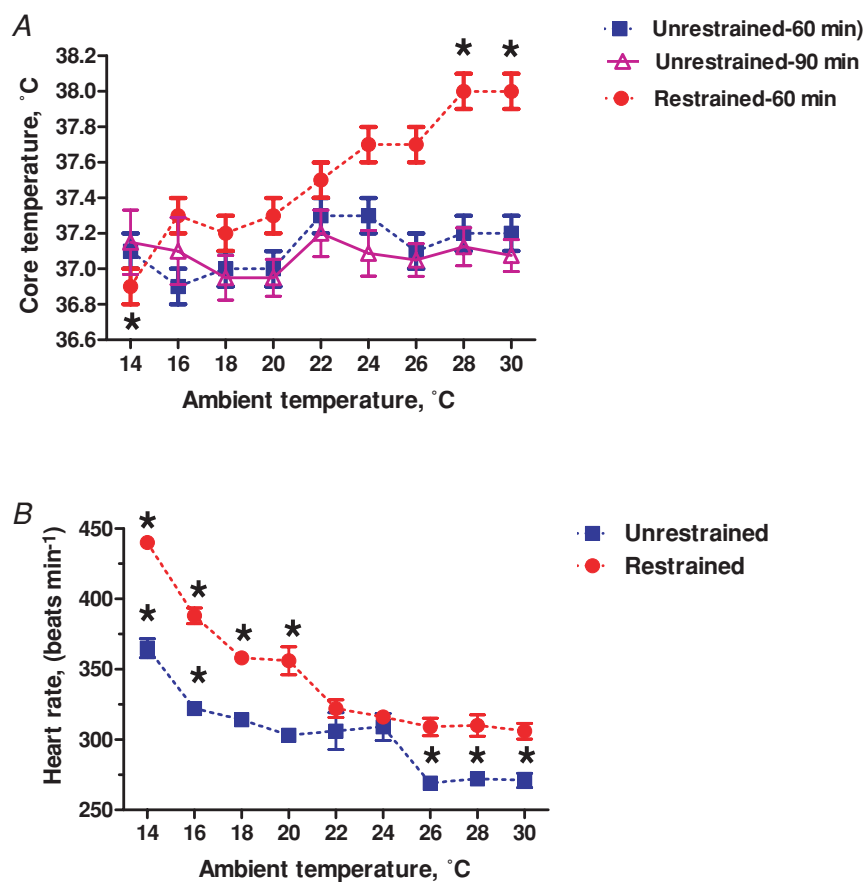 A
Core temperature, ˚C
38.2
38.0
37.8
37.6
37.4
37.2
37.0
36.8
36.6
* *
*
14 16 18 20 22 24 26 28 30
Ambient temperature, ˚C
Unrestrained-60 min)
Unrestrained-90 min
Restrained-60 min
B
Heart rate, (beats min-1)
450
400
350
300
250
* * * *
* * * * *
14 16 18 20 22 24 26 28 30
Ambient temperature, ˚C
Unrestrained
Restrained